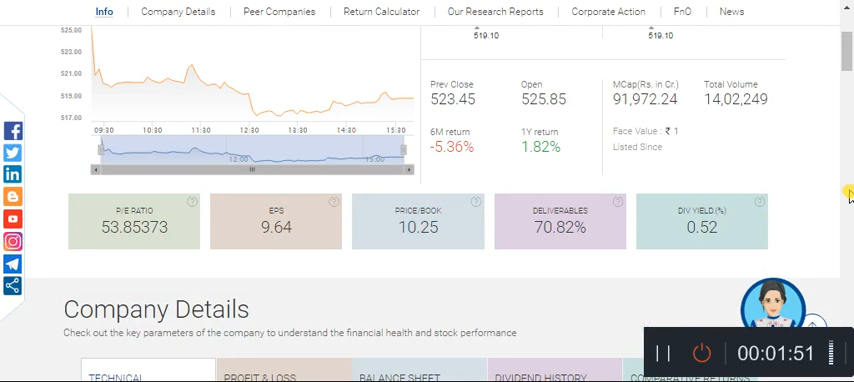 Info Company Details Peer Companies Return Calculator Our Research Reports Corporate Action FnO News
525.00
523.00
521.00
519.00
517.00
09:30 10:30 11:30 12:30 13:30 14:30 15:30
12:00 15:00
519.10 519.10
Prev Close Open MCap(Rs. in Cr.) Total Volume
523.45 525.85 91,972.24 14,02,249
6M return 1Y return Face Value : ₹ 1
-5.36% 1.82% Listed Since
P/E RATIO EPS PRICE/BOOK DELIVERABLES DIV YIELD.(%)
53.85373 9.64 10.25 70.82% 0.52
Company Details
Check out the key parameters of the company to understand the financial health and stock performance
00:01:51
TECHNICAL PROFIT & LOSS BALANCE SHEET DIVIDEND HISTORY COMPARATIVE RETURNS